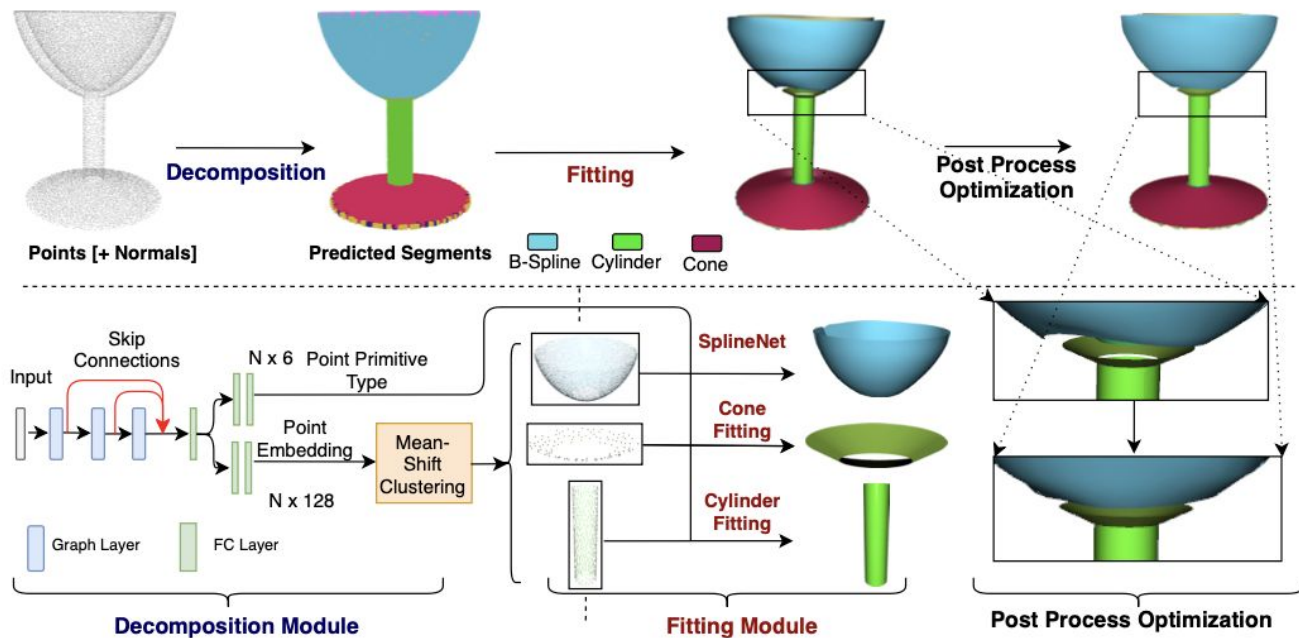 Decomposition
Fitting
Post Process
Optimization
Points [+ Normals]
Predicted Segments
B-Spline
Cylinder
Cone
Skip
Connections
Input
N x 6
Point Primitive
Type
Point
Embedding
N x 128
Mean-
Shift
Clustering
Graph Layer
FC Layer
SplineNet
Cone
Fitting
Cylinder
Fitting
Decomposition Module
Fitting Module
Post Process Optimization